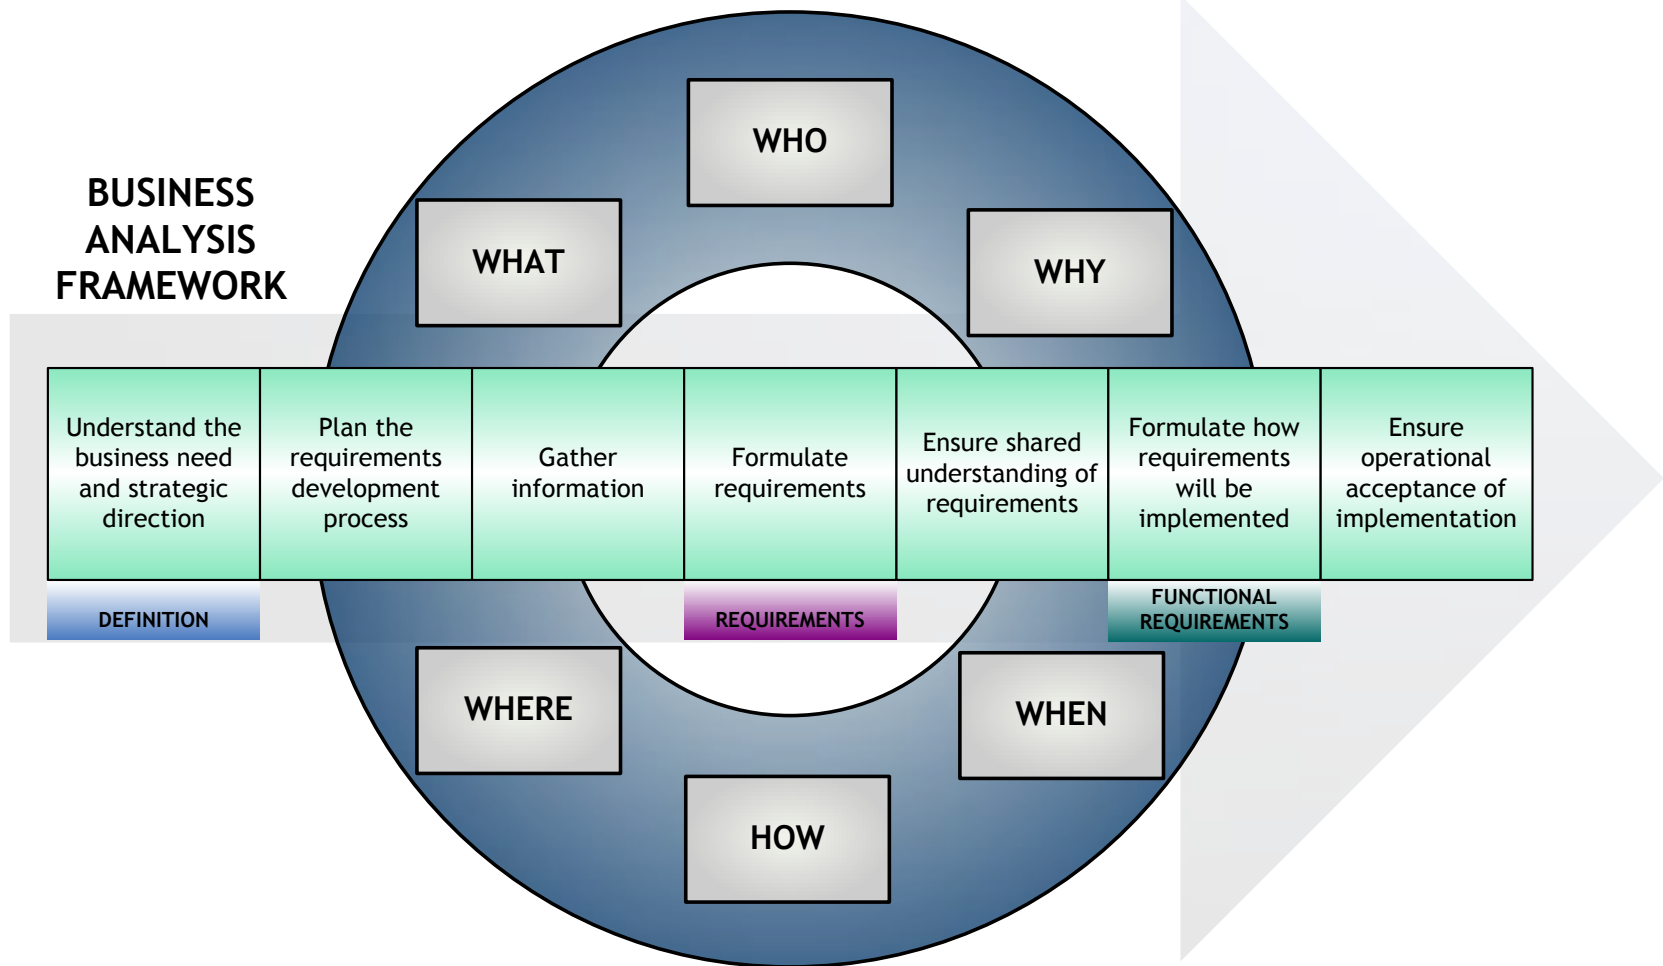 WHO
BUSINESS
ANALYSIS
FRAMEWORK
WHAT
WHY
Understand the
business need
and strategic
direction
Plan the
requirements
development
process
Gather
information
Formulate
requirements
Ensure shared
understanding of
requirements
Formulate how
requirements
will be
implemented
Ensure
operational
acceptance of
implementation
DEFINITION
REQUIREMENTS
FUNCTIONAL
REQUIREMENTS
WHERE
WHEN
HOW